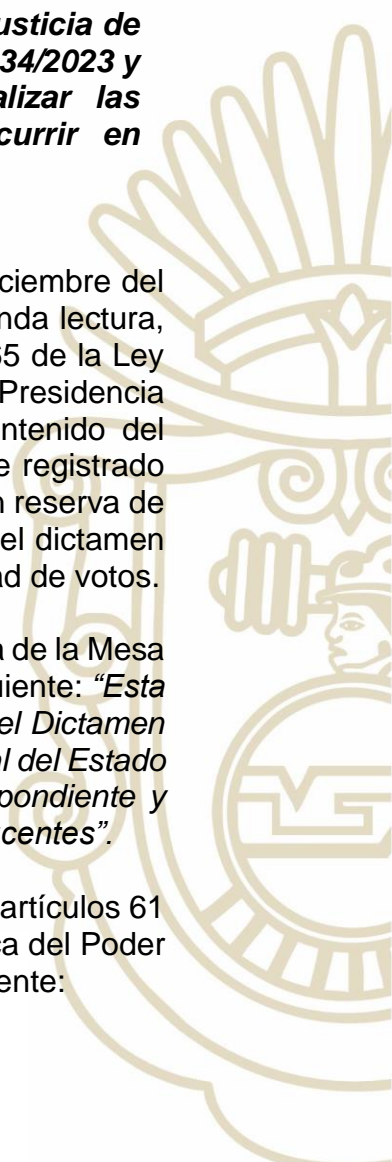 usticia de
34/2023 y
alizar las
currir en
ciembre del
nda lectura,
65 de la Ley
Presidencia
ntenido del
e registrado
n reserva de
el dictamen
ad de votos.
a de la Mesa
uiente: “Esta
el Dictamen
al del Estado
pondiente y
centes”.
artículos 61
ca del Poder
ente: